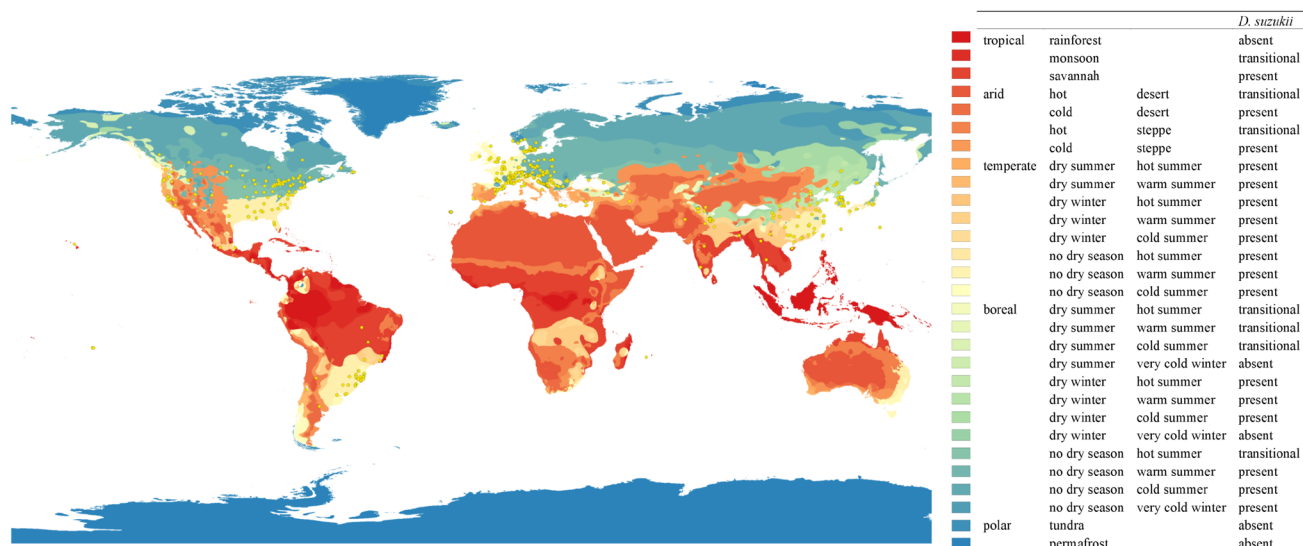 D. suzukii
tropical rainforest absent
monsoon transitional
savannah present
arid hot desert transitional
cold desert present
hot steppe transitional
cold steppe present
temperate dry summer hot summer present
dry summer warm summer present
dry winter hot summer present
dry winter warm summer present
dry winter cold summer present
no dry season hot summer present
no dry season warm summer present
no dry season cold summer present
boreal dry summer hot summer transitional
dry summer warm summer transitional
dry summer cold summer transitional
dry summer very cold winter absent
dry winter hot summer present
dry winter warm summer present
dry winter cold summer present
dry winter very cold winter absent
no dry season hot summer transitional
no dry season warm summer present
no dry season cold summer present
no dry season very cold winter present
polar tundra absent
permafrost absent